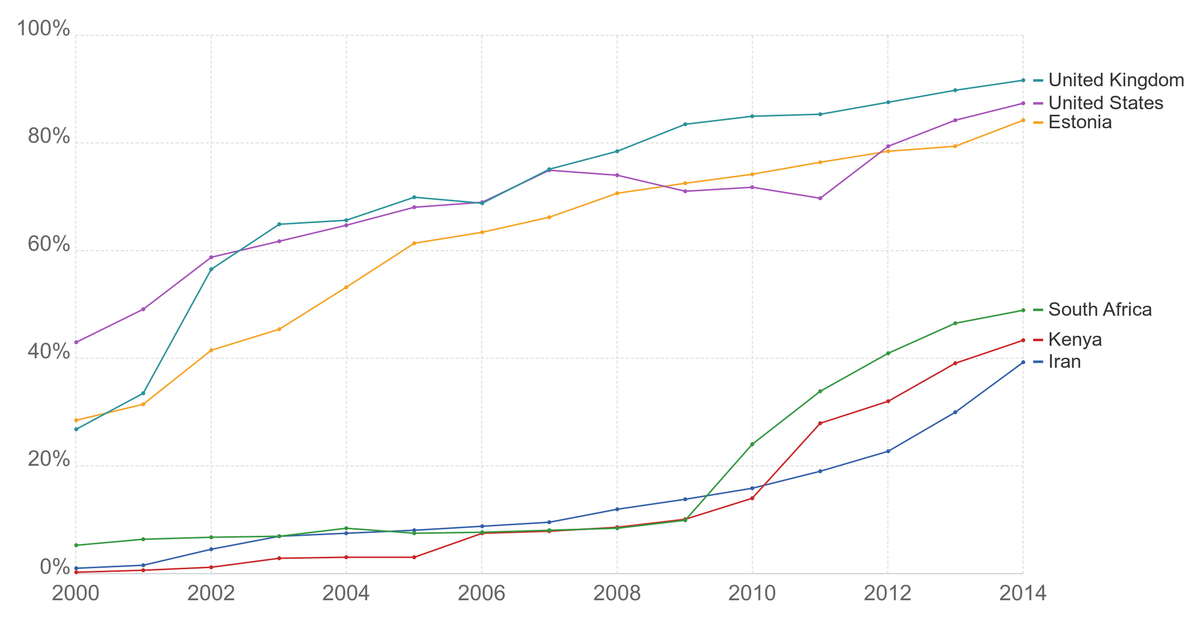 100%
80%
60%
40%
20%
0%
2000 2002 2004 2006 2008 2010 2012 2014
United Kingdom
United States
Estonia
South Africa
Kenya
Iran